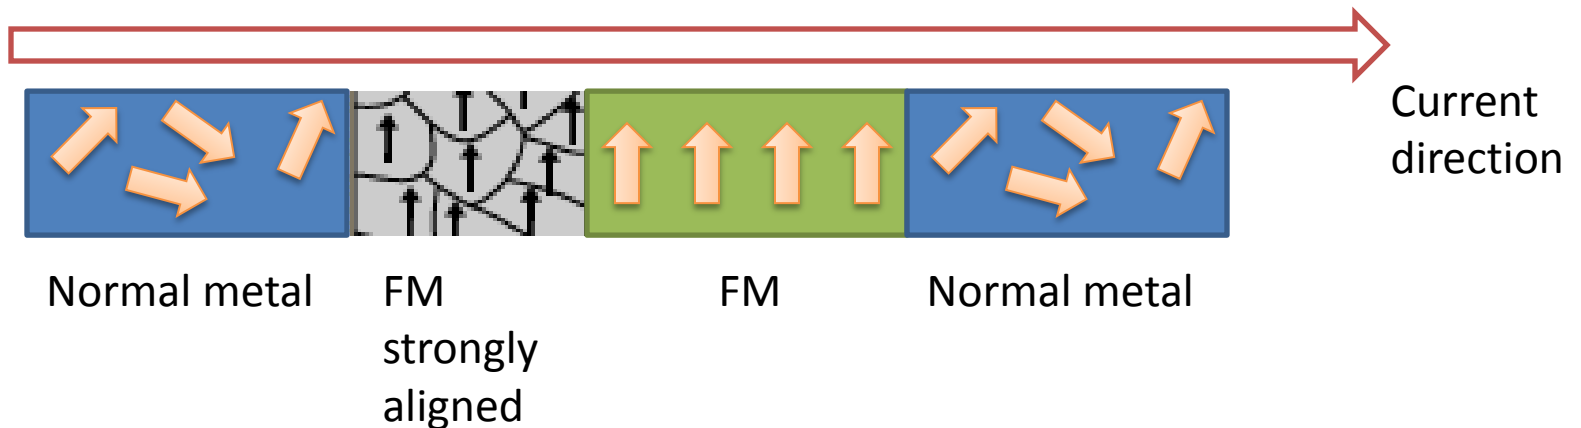 Current
direction
Normal metal
FM
strongly
aligned
FM
Normal metal